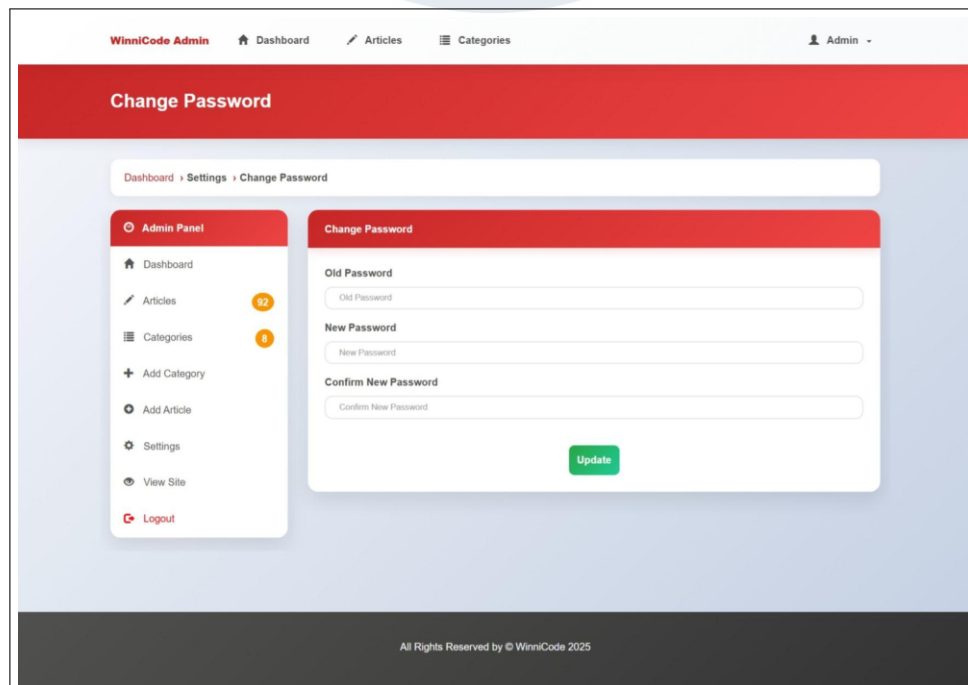 WinniCode Admin Dashboard Articles Categories Admin
Change Password
Dashboard › Settings › Change Password
Admin Panel
Dashboard
Articles 92
Categories 8
Add Category
Add Article
Settings
View Site
Logout
Change Password
Old Password
Old Password
New Password
New Password
Confirm New Password
Confirm New Password
Update
All Rights Reserved by © WinniCode 2025